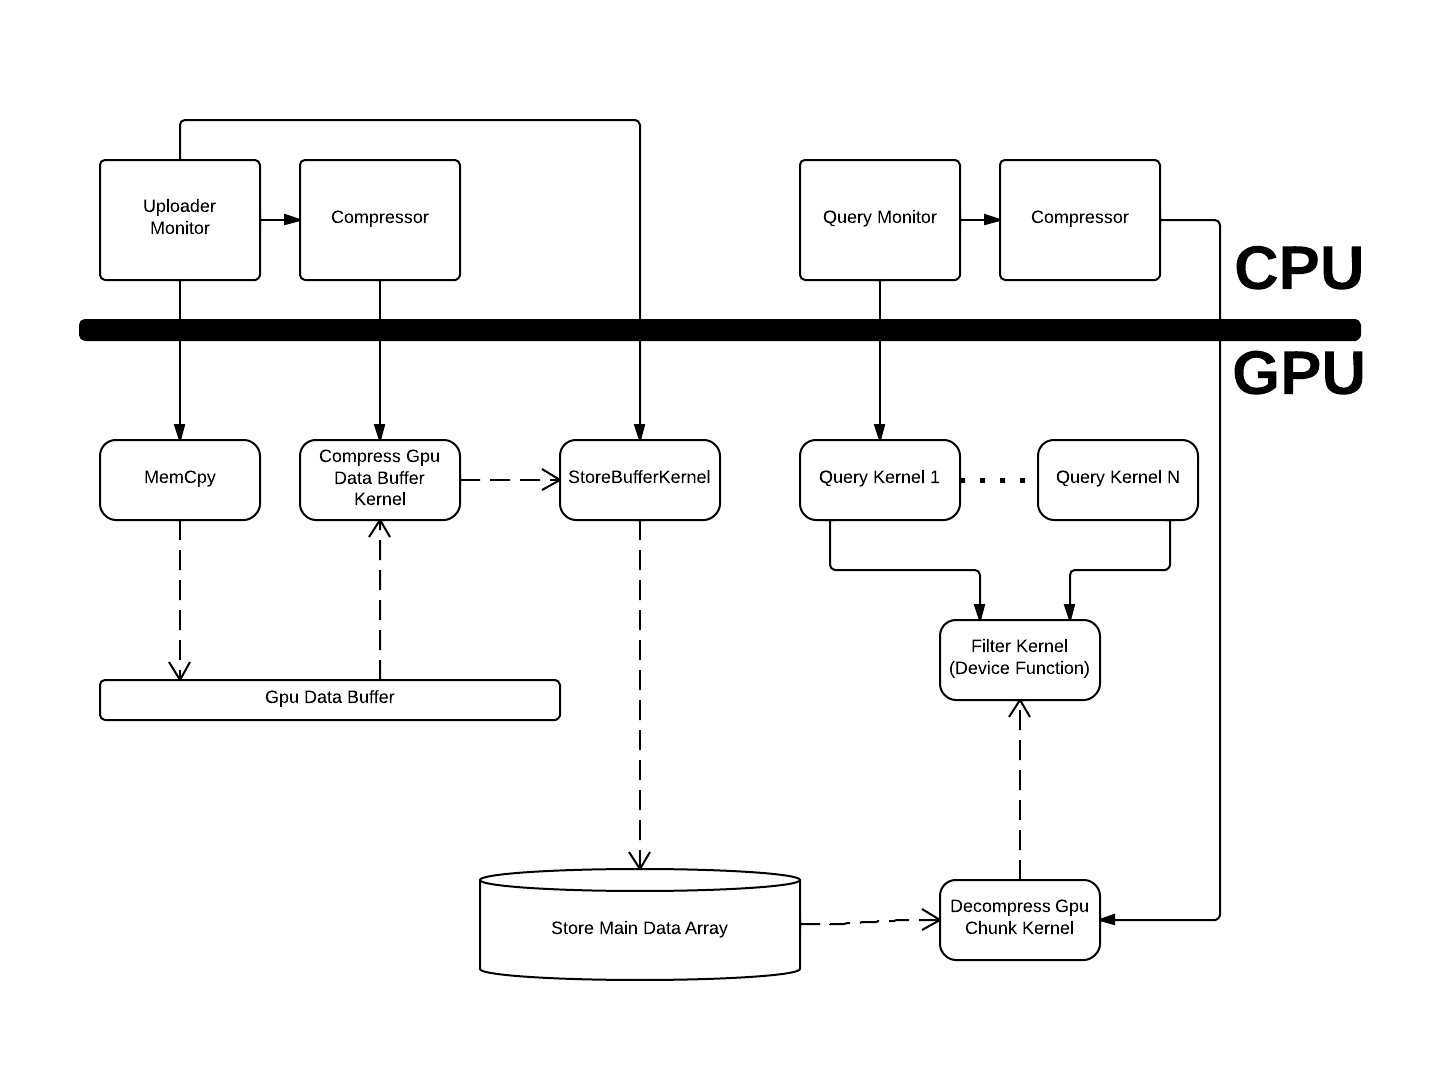 Uploader
Monitor
Compressor
Query Monitor
Compressor
CPU
GPU
MemCpy
Compress Gpu
Data Buffer
Kernel
StoreBufferKernel
Query Kernel 1
Query Kernel N
Filter Kernel
(Device Function)
Gpu Data Buffer
Store Main Data Array
Decompress Gpu
Chunk Kernel